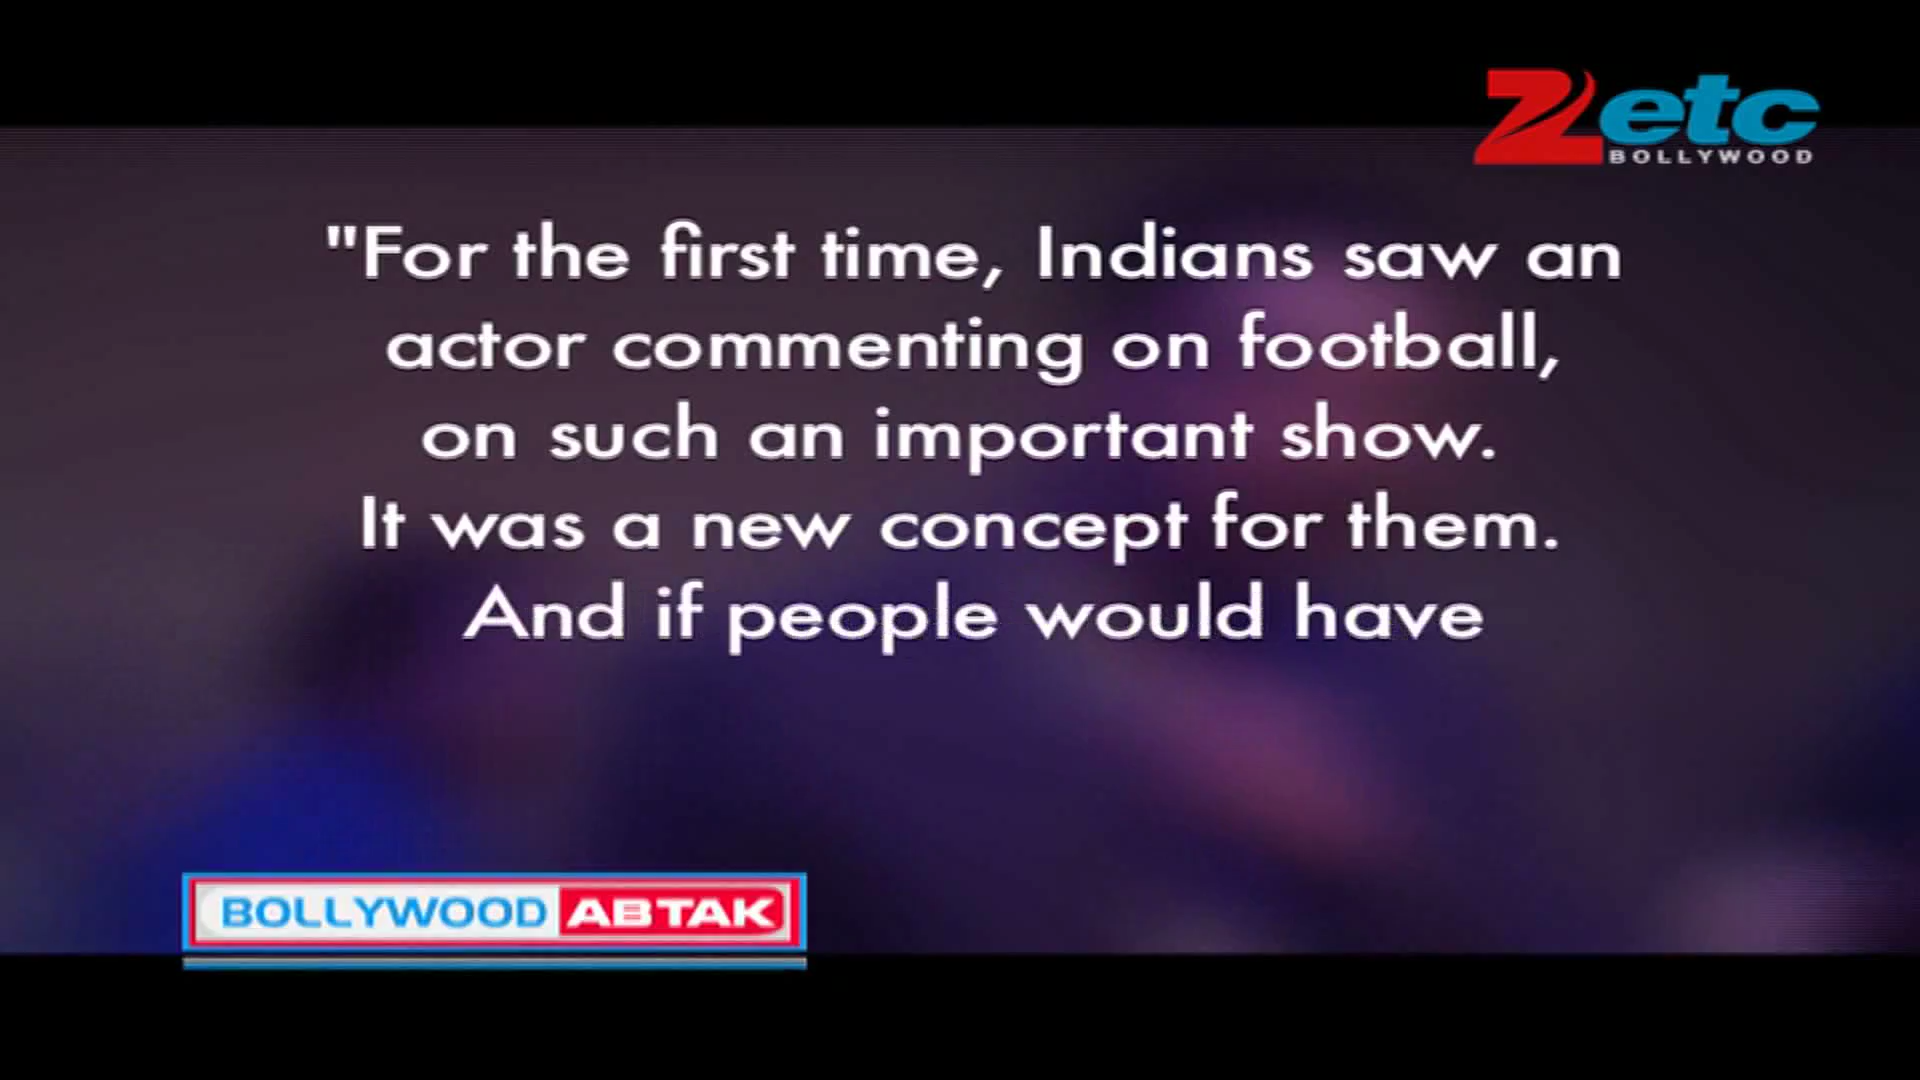 Zetc
BOLLYWOOD
"For the first time, Indians saw an
actor commenting on football,
on such an important show.
It was a new concept for them.
And if people would have
BOLLYWOOD ABTAK